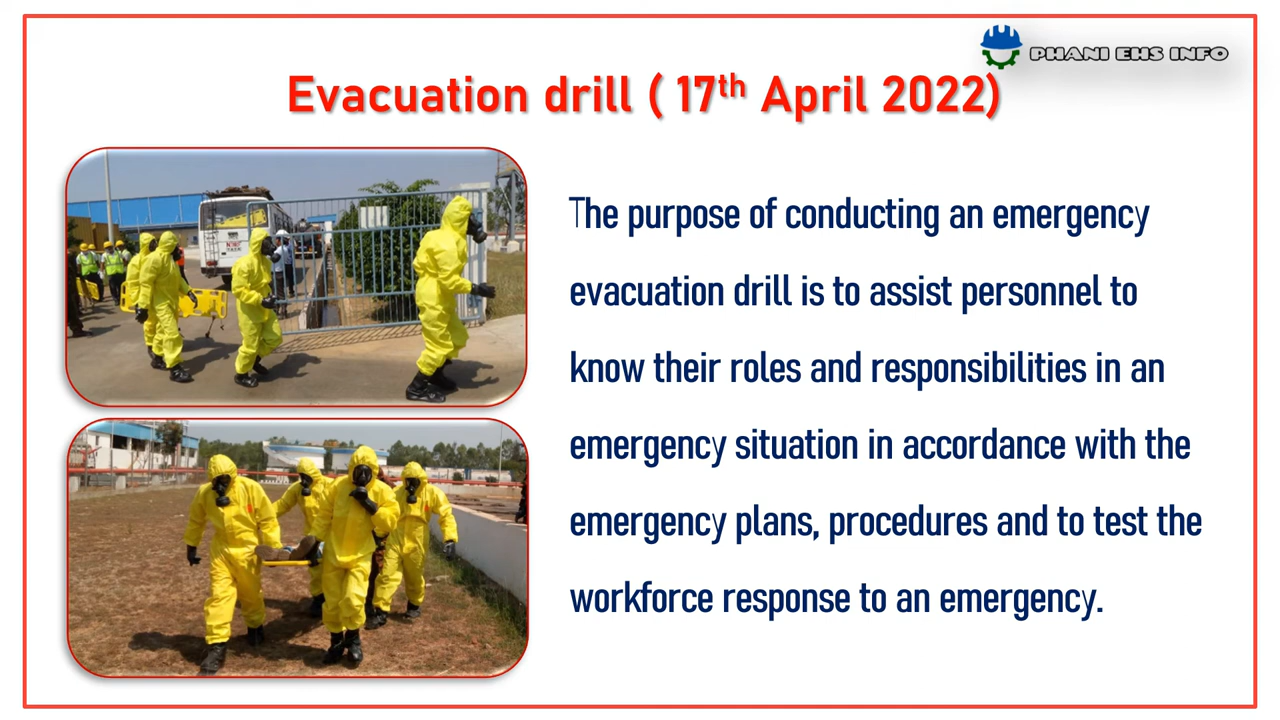 PHANI EHS INFO
Evacuation drill ( 17th April 2022)
The purpose of conducting an emergency
evacuation drill is to assist personnel to
know their roles and responsibilities in an
emergency situation in accordance with the
emergency plans, procedures and to test the
workforce response to an emergency.